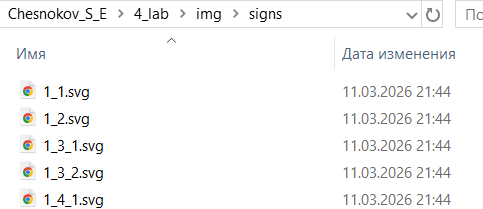 Chesnokov_S_E > 4_lab > img > signs
По
Имя Дата изменения
1_1.svg 11.03.2026 21:44
1_2.svg 11.03.2026 21:44
1_3_1.svg 11.03.2026 21:44
1_3_2.svg 11.03.2026 21:44
1_4_1.svg 11.03.2026 21:44